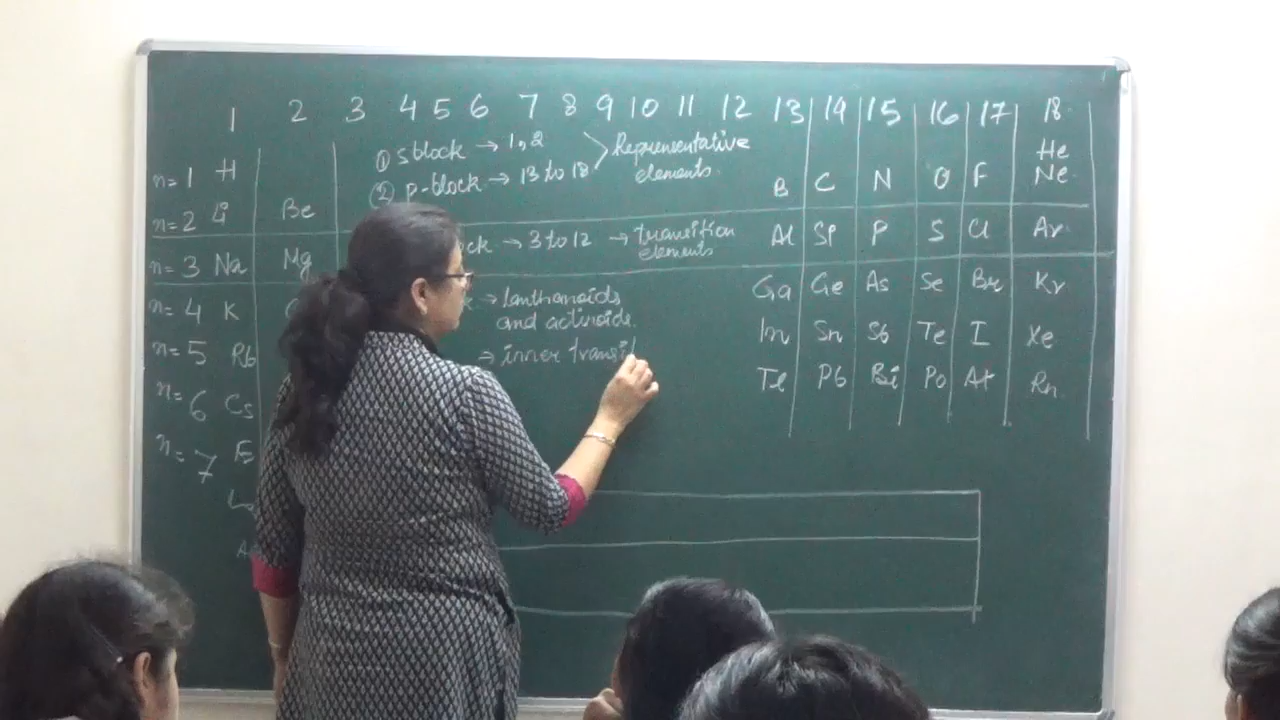 1 2 3 4 5 6 7 8 9 10 11 12 13 14 15 16 17 18
① s block → 1, 2 Representative
② p-block → 13 to 18 elements
He
n=1 H
B C N O F Ne
n=2 Li Be
ck → 3 to 12 → transition
elements
Al Si P S Cl Ar
n=3 Na Mg
k → lanthanoids
and actinoids
Ga Ge As Se Br Kr
n=4 K
→ inner transit
In Sn Sb Te I Xe
n=5 Rb
Tl Pb Bi Po At Rn
n=6 Cs
n=7